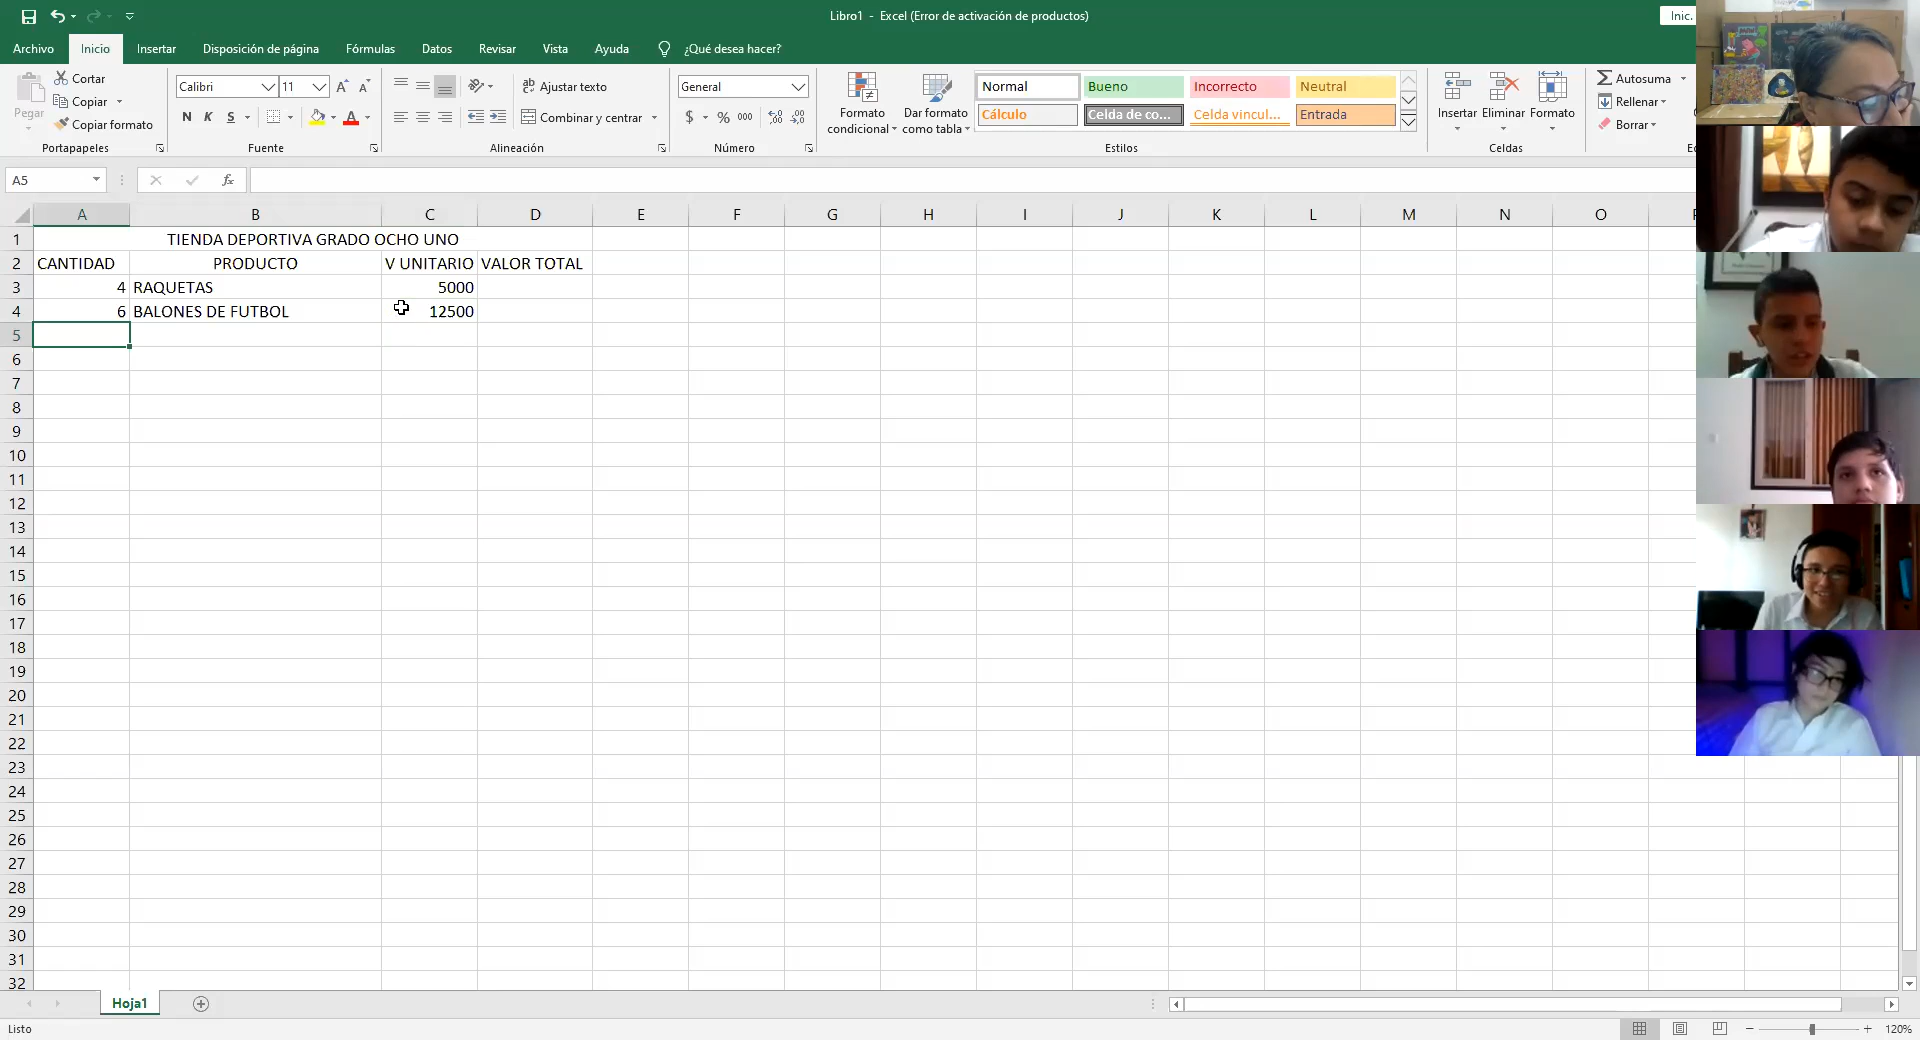 Libro1 - Excel (Error de activación de productos)
Inic.
Archivo Inicio Insertar Disposición de página Fórmulas Datos Revisar Vista Ayuda ¿Qué desea hacer?
Pegar
Cortar
Copiar
Copiar formato
Portapapeles
Calibri 11
N K S
Fuente
Ajustar texto
Combinar y centrar
Alineación
General
$ % 000
Número
Formato condicional
Dar formato como tabla
Normal Bueno Incorrecto Neutral
Cálculo Celda de co... Celda vincul... Entrada
Estilos
Insertar Eliminar Formato
Celdas
Autosuma
Rellenar
Borrar
A5
fx
A B C D E F G H I J K L M N O
1 TIENDA DEPORTIVA GRADO OCHO UNO
2 CANTIDAD PRODUCTO V UNITARIO VALOR TOTAL
3 4 RAQUETAS 5000
4 6 BALONES DE FUTBOL 12500
5
6
7
8
9
10
11
12
13
14
15
16
17
18
19
20
21
22
23
24
25
26
27
28
29
30
31
32
Hoja1
Listo
120%